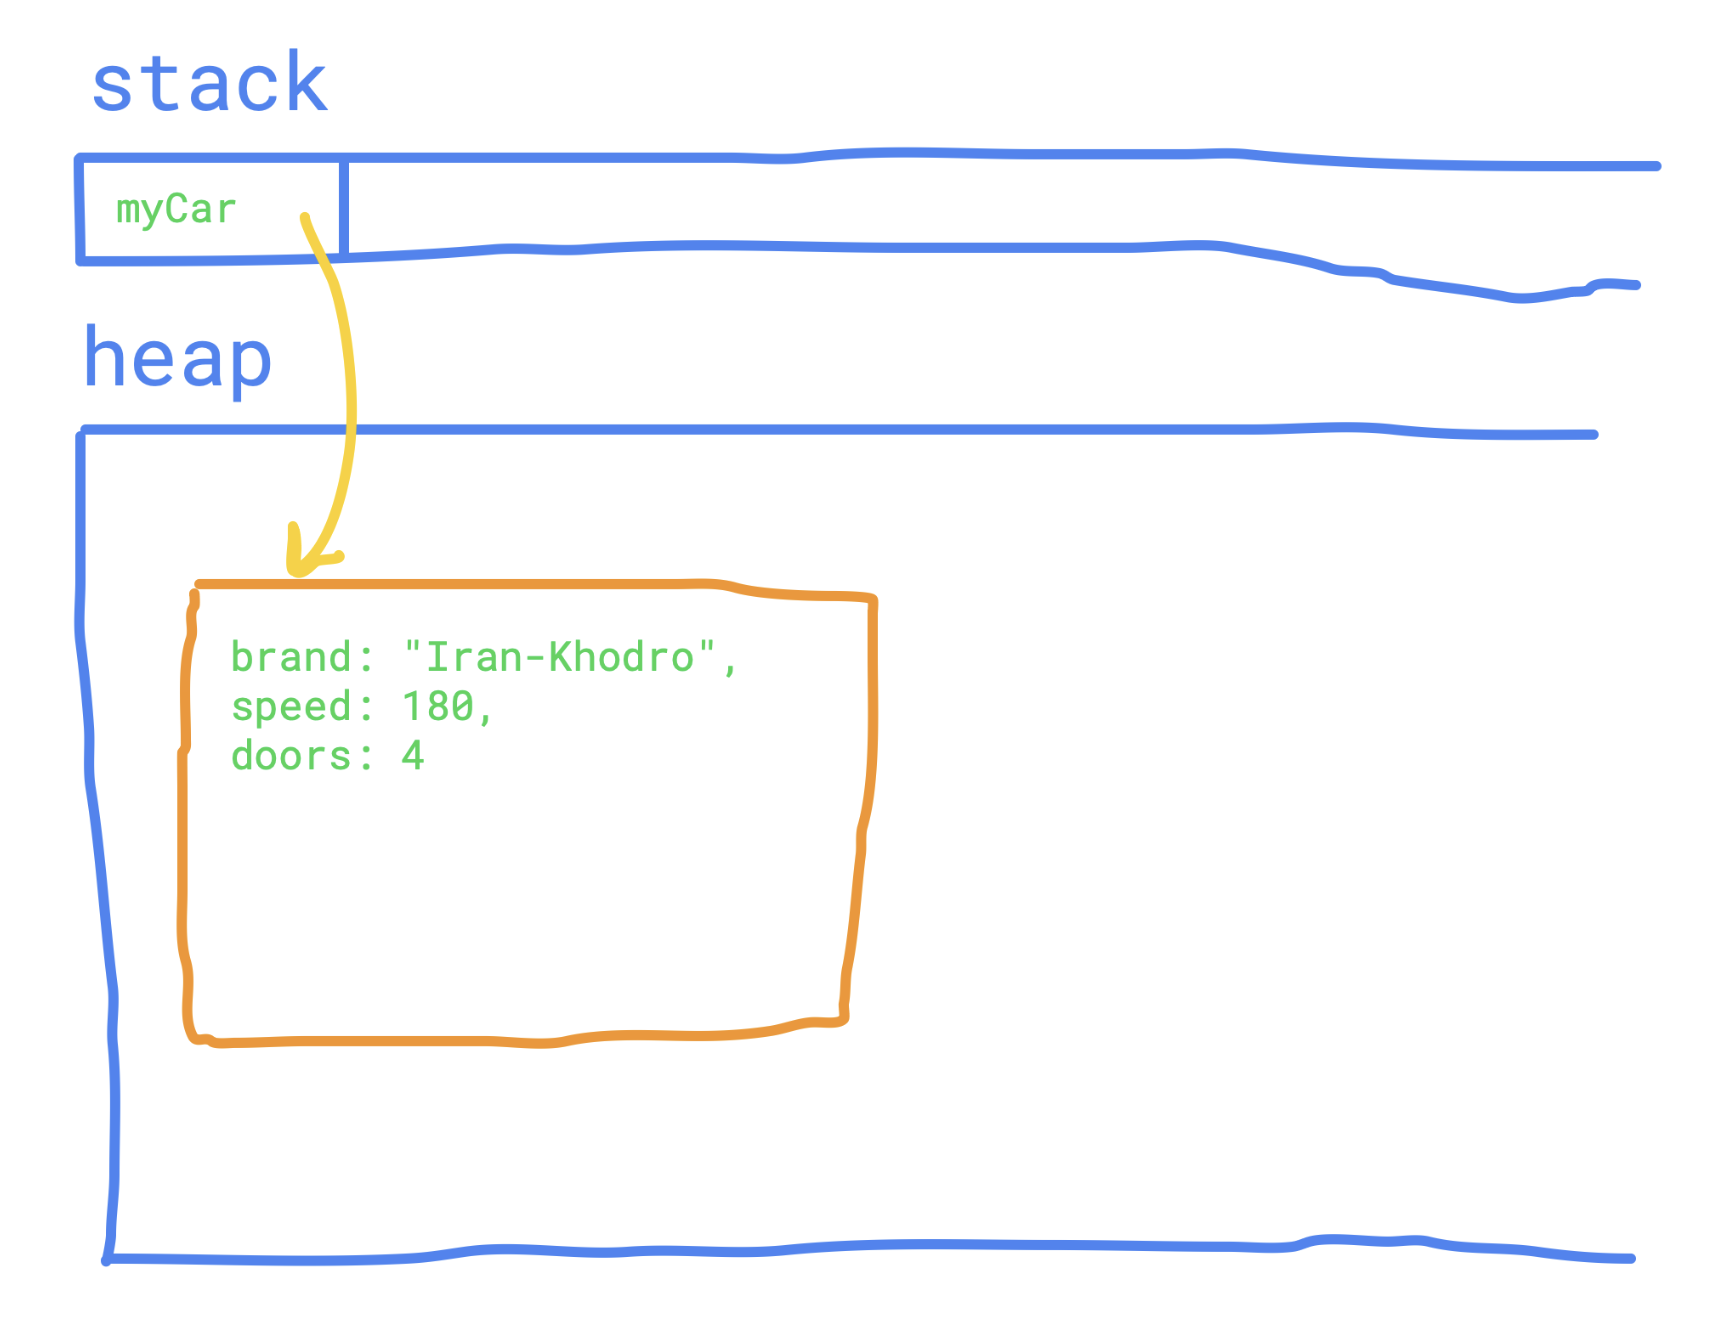 stack
myCar
heap
brand: "Iran-Khodro",
speed: 180,
doors: 4